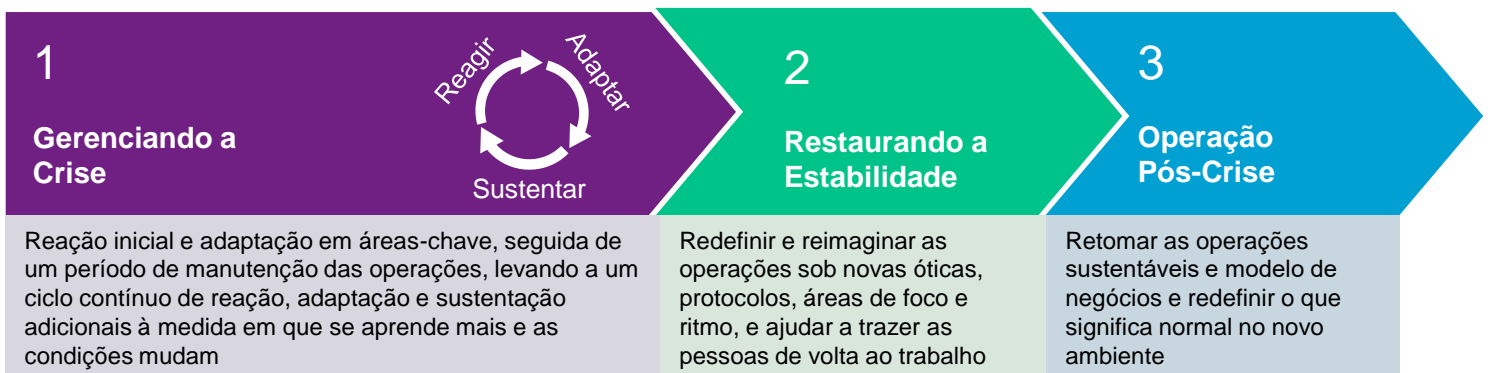 1
Gerenciando a
Crise
Reagir
Adaptar
Sustentar
Reação inicial e adaptação em áreas-chave, seguida de
um período de manutenção das operações, levando a um
ciclo contínuo de reação, adaptação e sustentação
adicionais à medida em que se aprende mais e as
condições mudam
2
Restaurando a
Estabilidade
Redefinir e reimaginar as
operações sob novas óticas,
protocolos, áreas de foco e
ritmo, e ajudar a trazer as
pessoas de volta ao trabalho
3
Operação
Pós-Crise
Retomar as operações
sustentáveis e modelo de
negócios e redefinir o que
significa normal no novo
ambiente